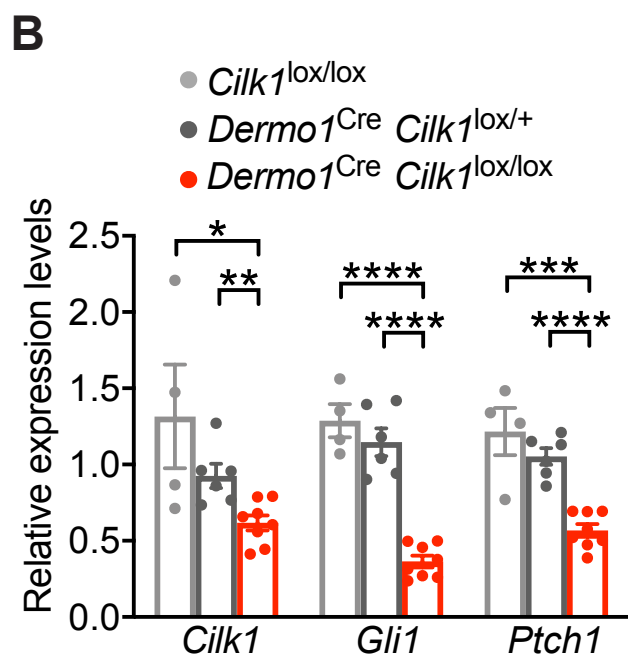 B
Cilk1lox/lox
Dermo1Cre Cilk1lox/+
Dermo1Cre Cilk1lox/lox
Relative expression levels
2.5
2.0
1.5
1.0
0.5
0.0
*
**
****
****
***
****
Cilk1 Gli1 Ptch1